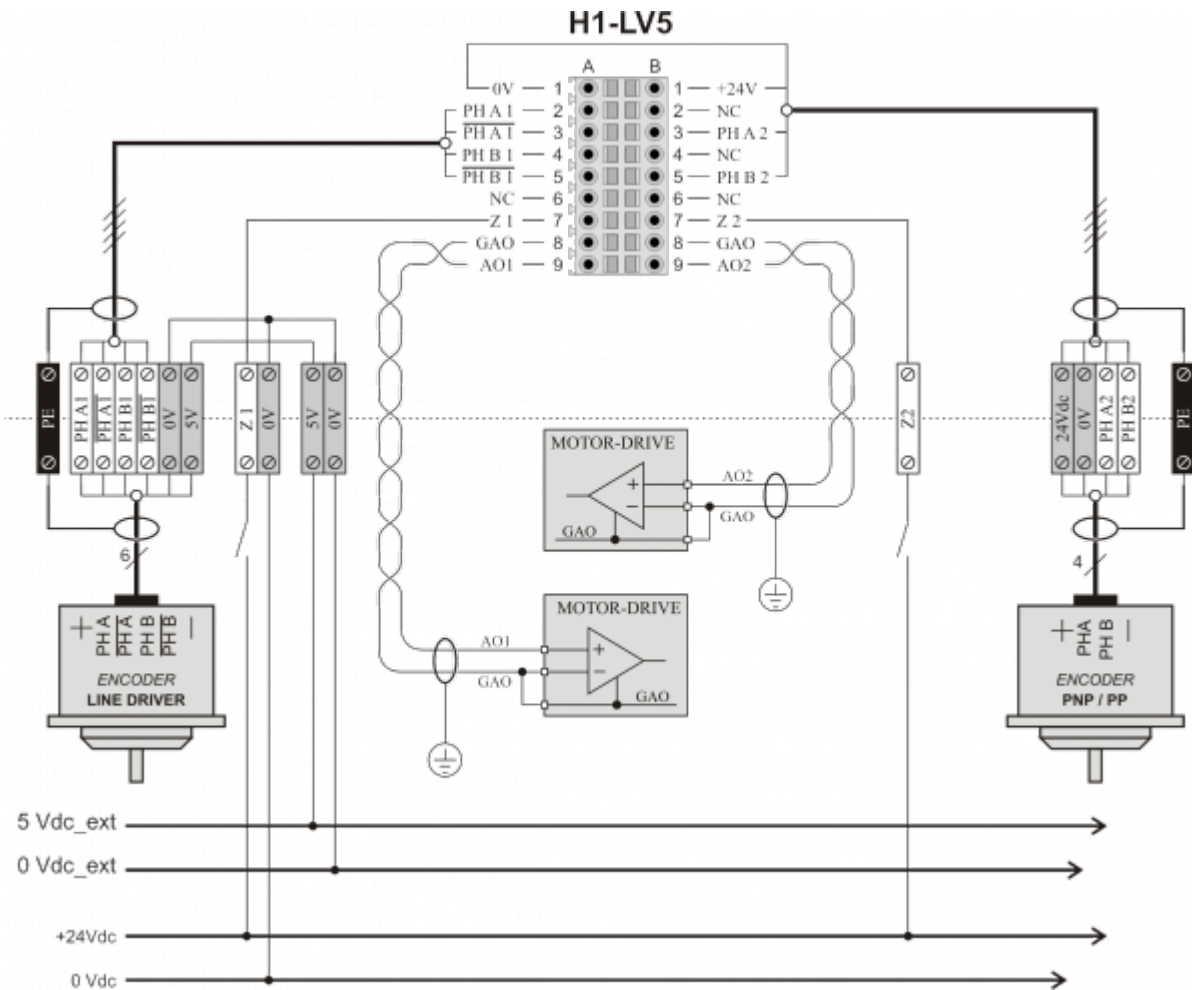 H1-LV5
A B
0V 1 1 +24V
PH A 1 2 2 NC
PH A 1 3 3 PH A 2
PH B 1 4 4 NC
PH B 1 5 5 PH B 2
NC 6 6 NC
Z 1 7 7 Z 2
GAO 8 8 GAO
AO1 9 9 AO2
PE
PH A1
PH A1
PH B1
PH B1
0V
5V
Z 1
0V
5V
0V
Z2
24Vdc
0V
PH A2
PH B2
PE
MOTOR-DRIVE
+
−
GAO
AO2
GAO
6
4
MOTOR-DRIVE
AO1
GAO
+
−
GAO
+
PH A
PH A
PH B
PH B
−
ENCODER
LINE DRIVER
+
PHA
PH B
−
ENCODER
PNP / PP
5 Vdc_ext
0 Vdc_ext
+24Vdc
0 Vdc